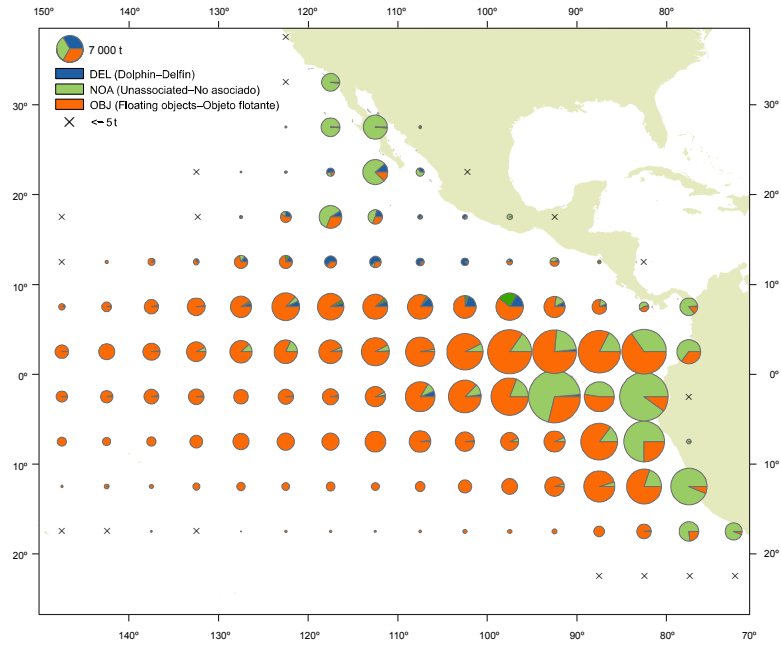 150° 140° 130° 120° 110° 100° 90° 80°
7 000 t
DEL (Dolphin–Delfín)
NOA (Unassociated–No asociado)
OBJ (Floating objects–Objeto flotante)
<= 5 t
30° 30°
20° 20°
10° 10°
0° 0°
10° 10°
20° 20°
140° 130° 120° 110° 100° 90° 80° 70°